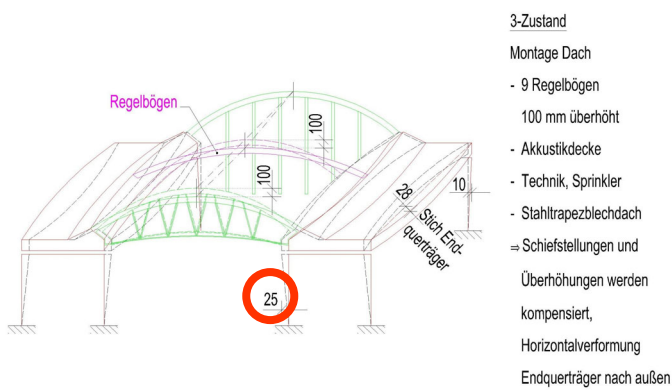 3-Zustand
Montage Dach
- 9 Regelbögen
100 mm überhöht
- Akkustikdecke
- Technik, Sprinkler
- Stahltrapezblechdach
⇒ Schiefstellungen und
Überhöhungen werden
kompensiert,
Horizontalverformung
Endquerträger nach außen
Regelbögen
100
100
28
Stich End-
querträger
10
25